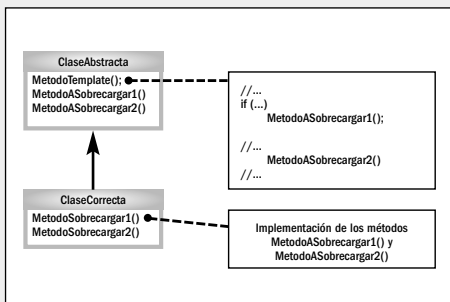 ClaseAbstracta
MetodoTemplate();
MetodoASobrecargar1()
MetodoASobrecargar2()
//...
if (...)
MetodoASobrecargar1();
//...
MetodoASobrecargar2()
//...
ClaseCorrecta
MetodoSobrecargar1()
MetodoSobrecargar2()
Implementación de los métodos
MetodoASobrecargar1() y
MetodoASobrecargar2()